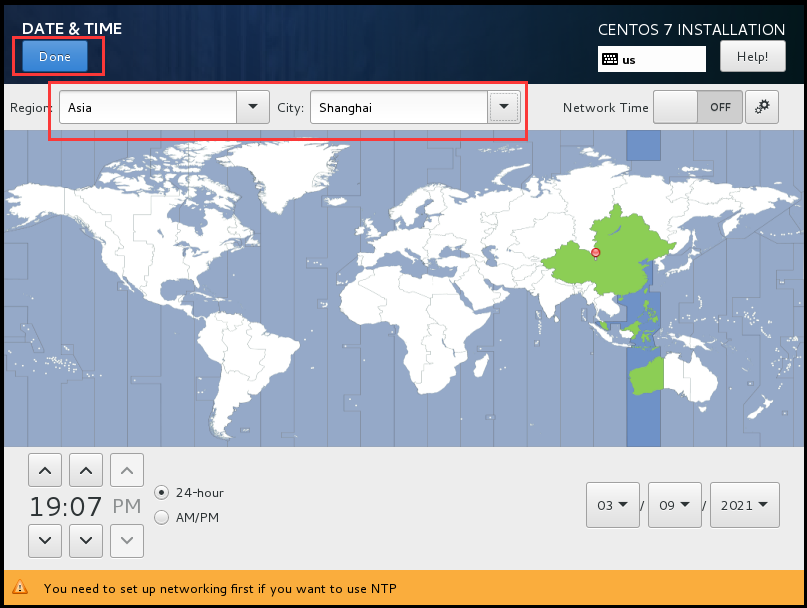 DATE & TIME
CENTOS 7 INSTALLATION
Done
us
Help!
Region:
Asia
City:
Shanghai
Network Time
OFF
19:07 PM
24-hour
AM/PM
03 / 09 / 2021
You need to set up networking first if you want to use NTP